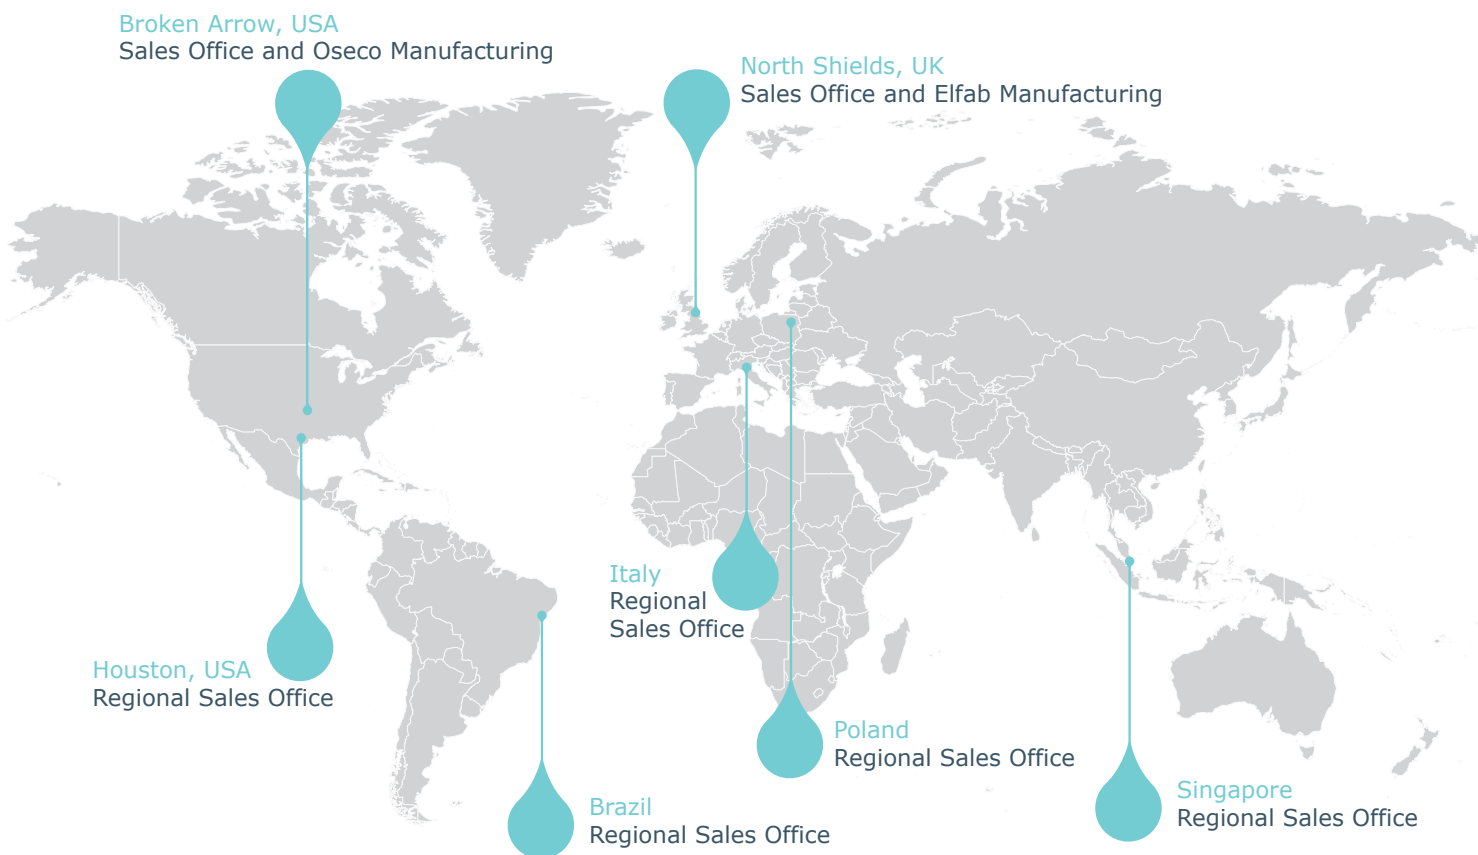 Broken Arrow, USA
Sales Office and Oseco Manufacturing
North Shields, UK
Sales Office and Elfab Manufacturing
Italy
Regional
Sales Office
Houston, USA
Regional Sales Office
Poland
Regional Sales Office
Singapore
Regional Sales Office
Brazil
Regional Sales Office